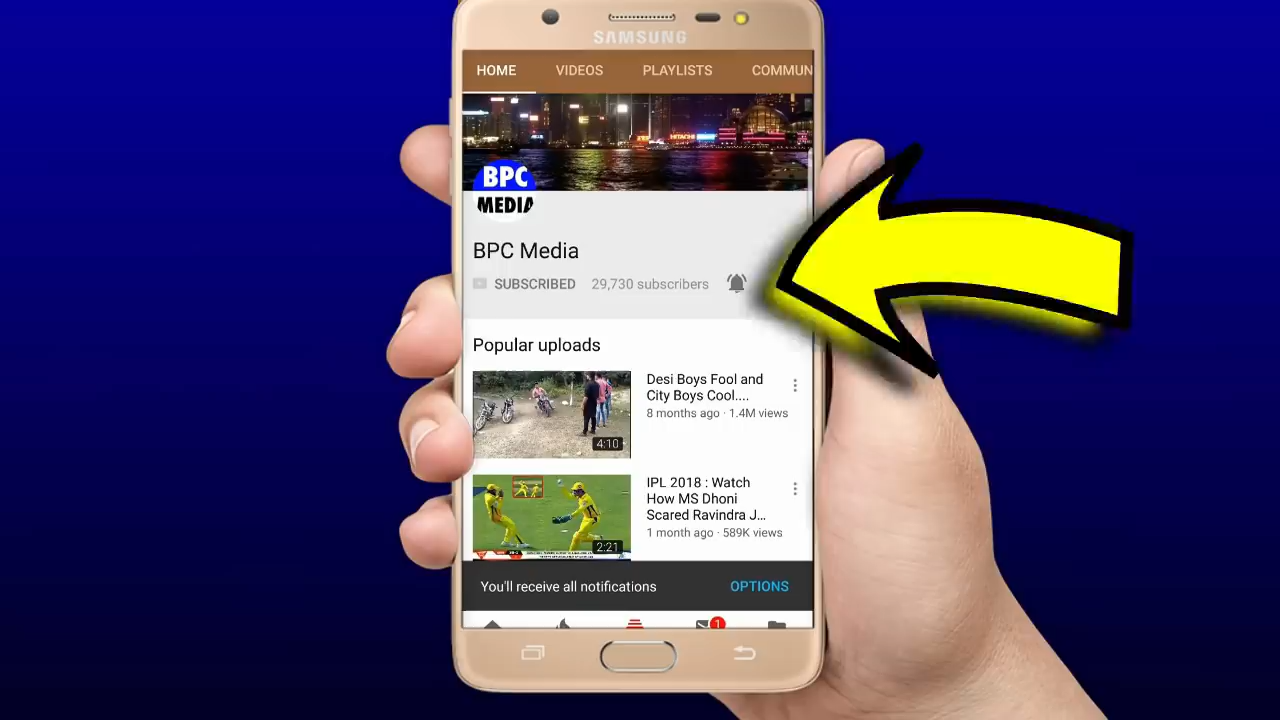 SAMSUNG
HOME VIDEOS PLAYLISTS COMMUN
HITACHI
BPC
MEDIA
BPC Media
SUBSCRIBED 29,730 subscribers
Popular uploads
Desi Boys Fool and
City Boys Cool....
8 months ago · 1.4M views
4:10
IPL 2018 : Watch
How MS Dhoni
Scared Ravindra J...
1 month ago · 589K views
2:21
You'll receive all notifications OPTIONS
1